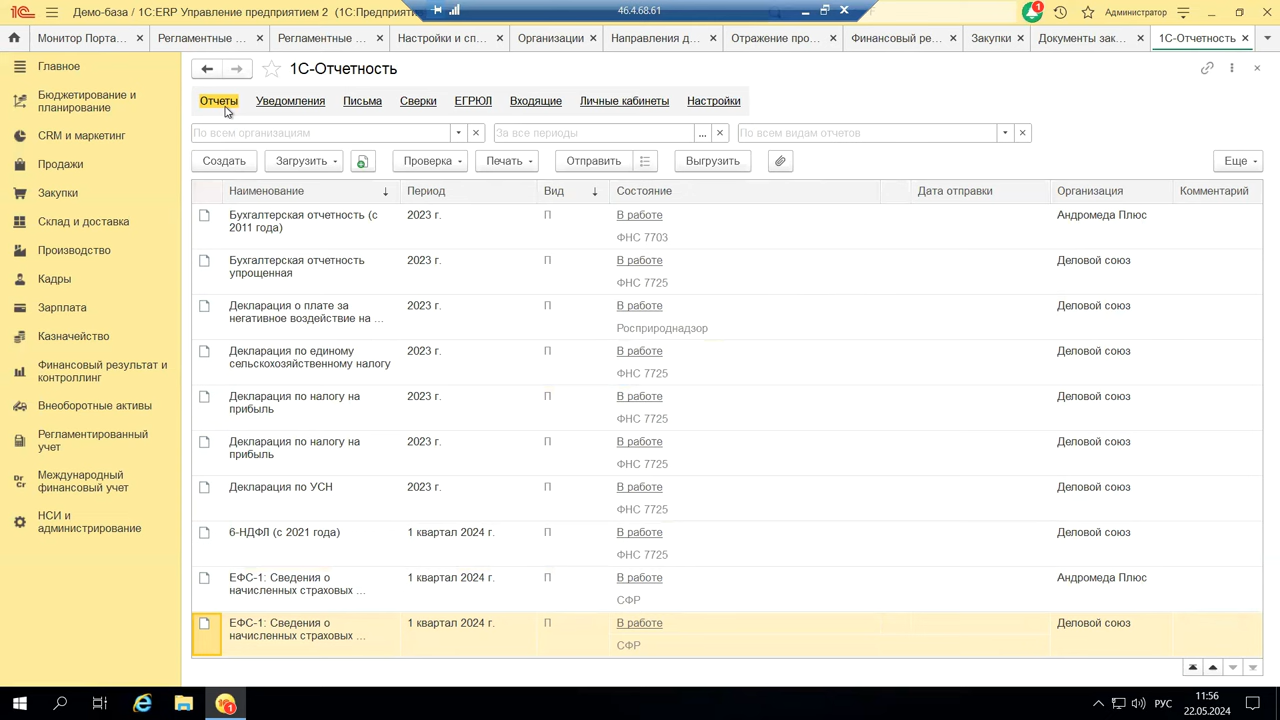 Демо-база / 1С:ERP Управление предприятием 2 (1С:Предприяти
46.4.68.61
1
Администратор
Монитор Порта...
Регламентные ...
Регламентные ...
Настройки и сп...
Организации
Направления д...
Отражение про...
Финансовый ре...
Закупки
Документы зак...
1С-Отчетность
Главное
Бюджетирование и
планирование
CRM и маркетинг
Продажи
Закупки
Склад и доставка
Производство
Кадры
Зарплата
Казначейство
Финансовый результат и
контроллинг
Внеоборотные активы
Регламентированный
учет
Международный
финансовый учет
НСИ и
администрирование
1С-Отчетность
Отчеты Уведомления Письма Сверки ЕГРЮЛ Входящие Личные кабинеты Настройки
По всем организациям
За все периоды
По всем видам отчетов
Создать Загрузить Проверка Печать Отправить Выгрузить Еще
Наименование Период Вид Состояние Дата отправки Организация Комментарий
Бухгалтерская отчетность (с 2023 г. П В работе Андромеда Плюс
2011 года)
ФНС 7703
Бухгалтерская отчетность 2023 г. П В работе Деловой союз
упрощенная
ФНС 7725
Декларация о плате за 2023 г. П В работе Деловой союз
негативное воздействие на ...
Росприроднадзор
Декларация по единому 2023 г. П В работе Деловой союз
сельскохозяйственному налогу
ФНС 7725
Декларация по налогу на 2023 г. П В работе Деловой союз
прибыль
ФНС 7725
Декларация по налогу на 2023 г. П В работе Деловой союз
прибыль
ФНС 7725
Декларация по УСН 2023 г. П В работе Деловой союз
ФНС 7725
6-НДФЛ (с 2021 года) 1 квартал 2024 г. П В работе Деловой союз
ФНС 7725
ЕФС-1: Сведения о 1 квартал 2024 г. П В работе Андромеда Плюс
начисленных страховых ...
СФР
ЕФС-1: Сведения о 1 квартал 2024 г. П В работе Деловой союз
начисленных страховых ...
СФР
РУС
11:56
22.05.2024